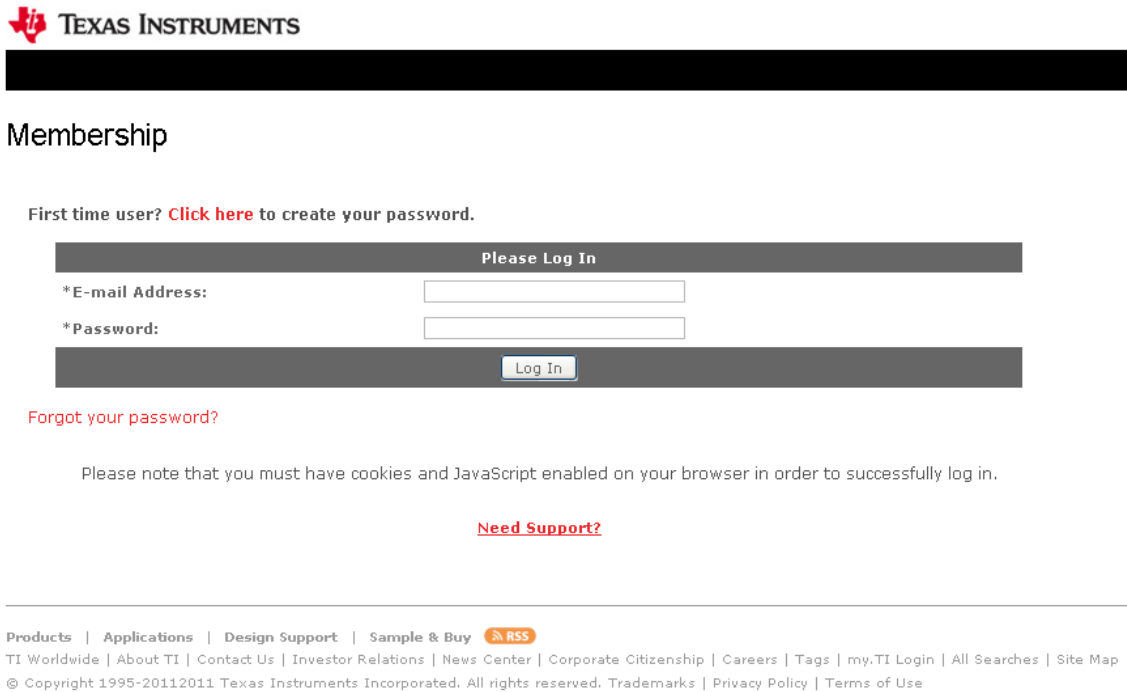 TEXAS INSTRUMENTS
Membership
First time user? Click here to create your password.
Please Log In
*E-mail Address:
*Password:
Log In
Forgot your password?
Please note that you must have cookies and JavaScript enabled on your browser in order to successfully log in.
Need Support?
Products | Applications | Design Support | Sample & Buy RSS
TI Worldwide | About TI | Contact Us | Investor Relations | News Center | Corporate Citizenship | Careers | Tags | my.TI Login | All Searches | Site Map
© Copyright 1995-20112011 Texas Instruments Incorporated. All rights reserved. Trademarks | Privacy Policy | Terms of Use